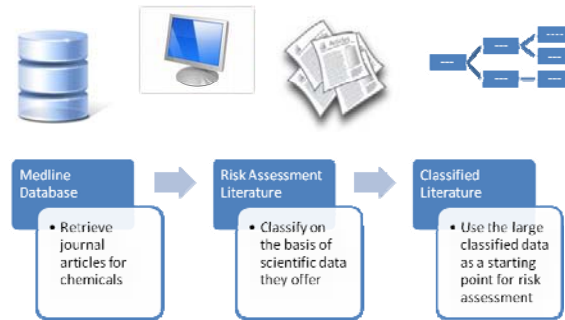 Articles
Medline
Database
• Retrieve
journal
articles for
chemicals
Risk Assessment
Literature
• Classify on
the basis of
scientific data
they offer
Classified
Literature
• Use the large
classified data
as a starting
point for risk
assessment